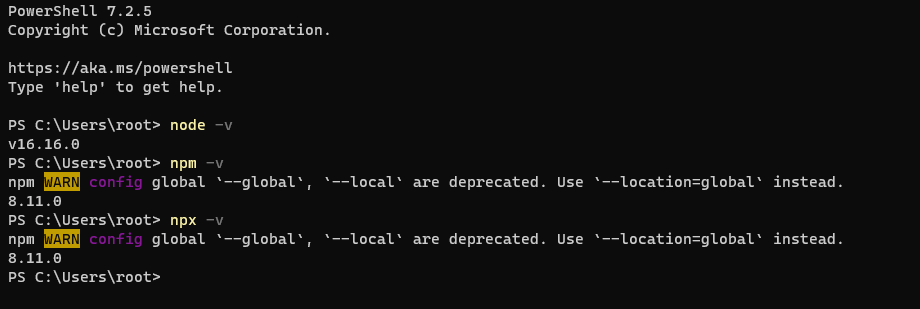 PowerShell 7.2.5
Copyright (c) Microsoft Corporation.
https://aka.ms/powershell
Type 'help' to get help.
PS C:\Users\root> node -v
v16.16.0
PS C:\Users\root> npm -v
npm WARN config global `--global`, `--local` are deprecated. Use `--location=global` instead.
8.11.0
PS C:\Users\root> npx -v
npm WARN config global `--global`, `--local` are deprecated. Use `--location=global` instead.
8.11.0
PS C:\Users\root>